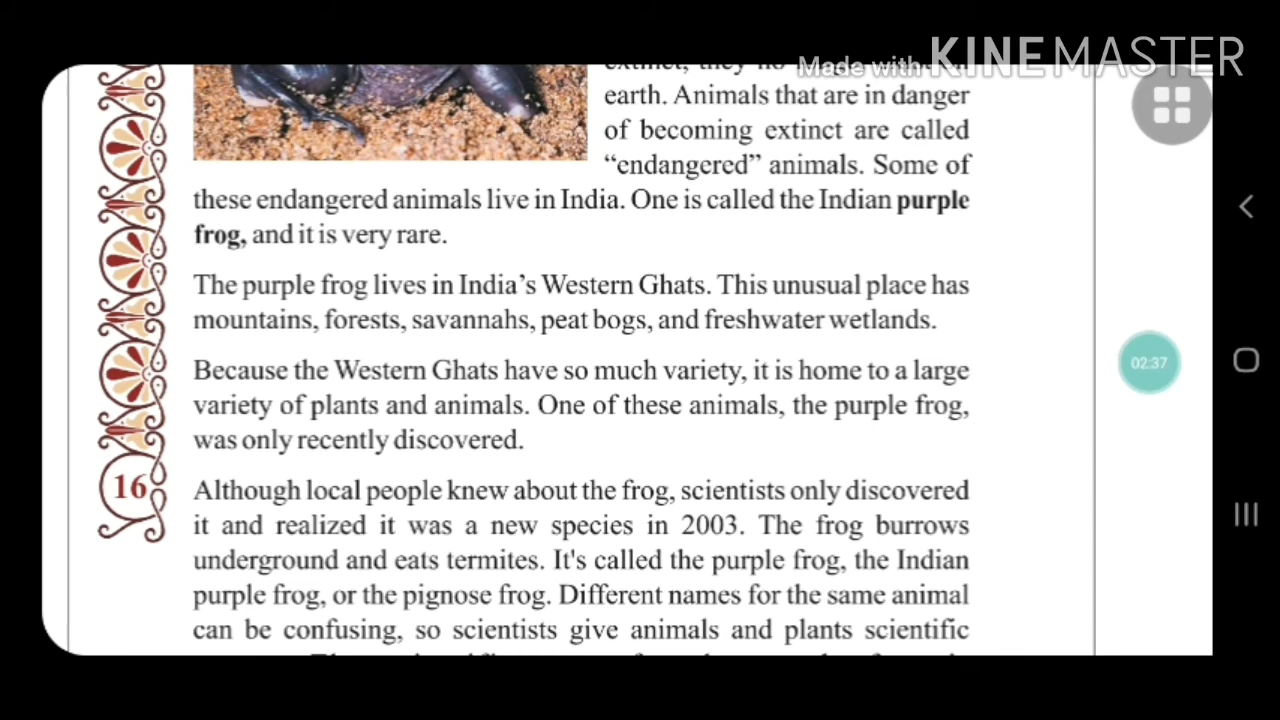 Made with KINEMASTER
earth. Animals that are in danger
of becoming extinct are called
“endangered” animals. Some of
these endangered animals live in India. One is called the Indian purple
frog, and it is very rare.
The purple frog lives in India’s Western Ghats. This unusual place has
mountains, forests, savannahs, peat bogs, and freshwater wetlands.
Because the Western Ghats have so much variety, it is home to a large
variety of plants and animals. One of these animals, the purple frog,
was only recently discovered.
16
Although local people knew about the frog, scientists only discovered
it and realized it was a new species in 2003. The frog burrows
underground and eats termites. It's called the purple frog, the Indian
purple frog, or the pignose frog. Different names for the same animal
can be confusing, so scientists give animals and plants scientific
02:37